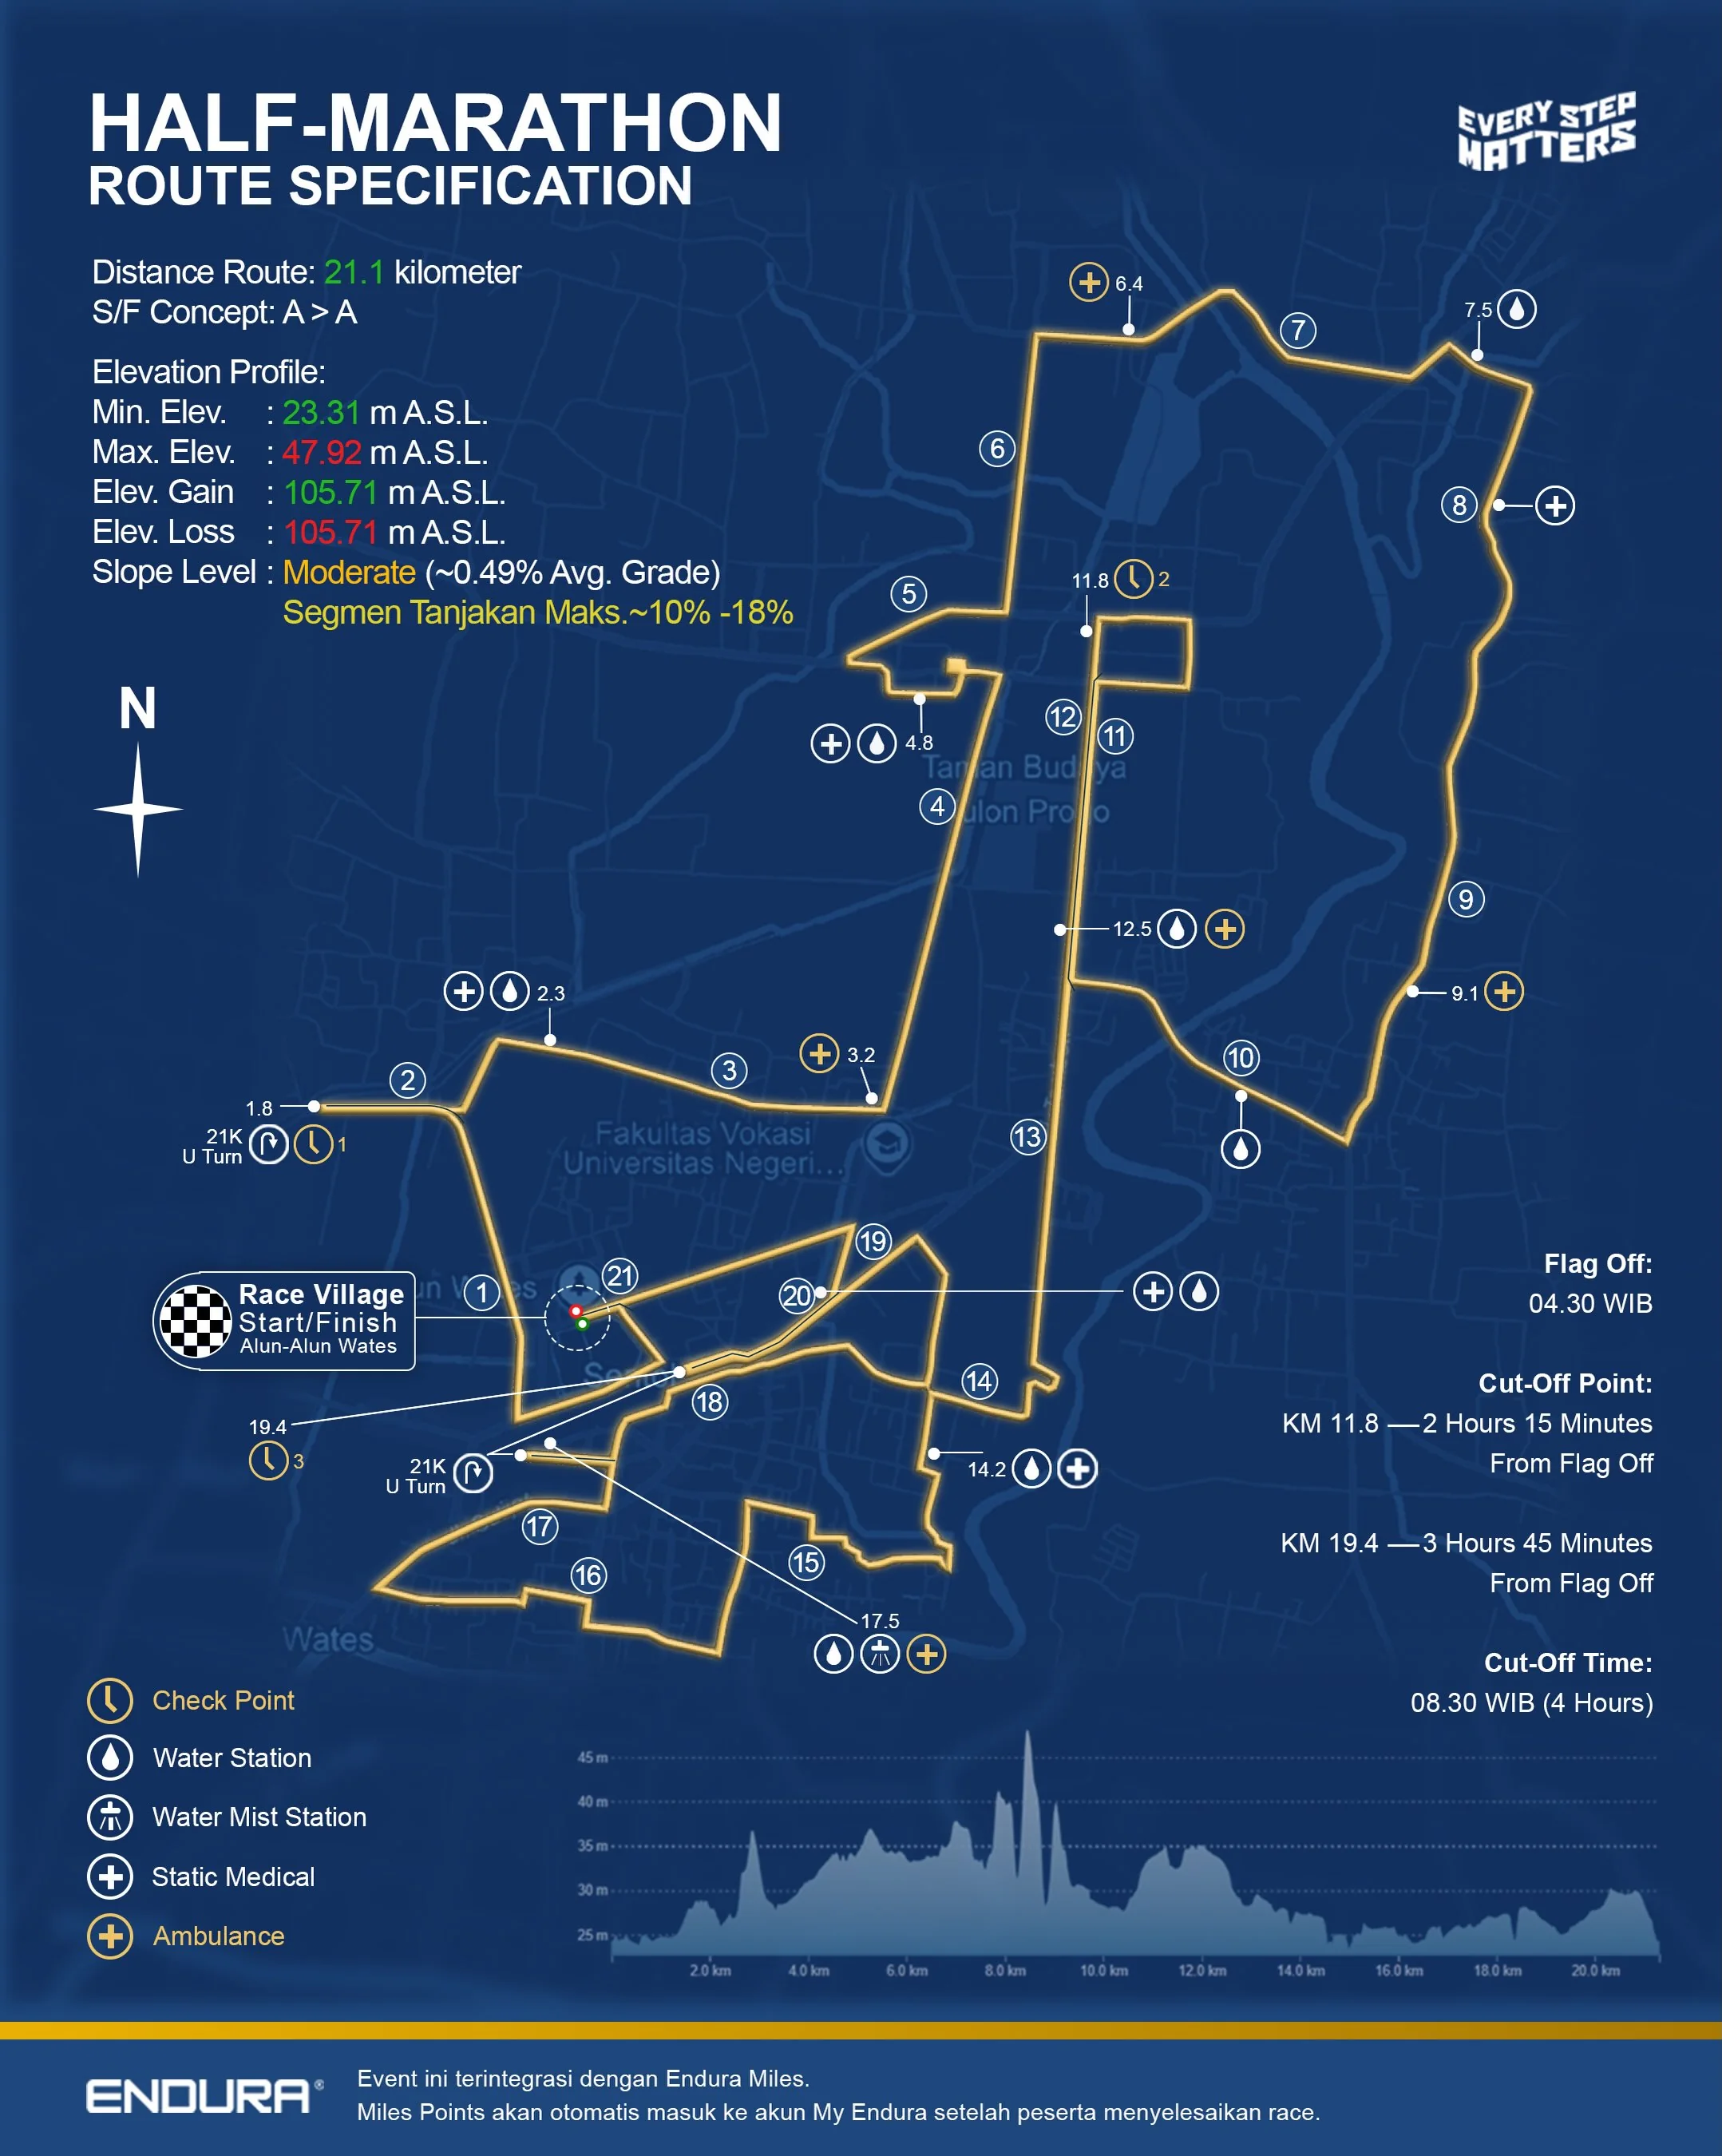 HALF-MARATHON
ROUTE SPECIFICATION
EVERY STEP
MATTERS
Distance Route: 21.1 kilometer
S/F Concept: A > A
Elevation Profile:
Min. Elev. : 23.31 m A.S.L.
Max. Elev. : 47.92 m A.S.L.
Elev. Gain : 105.71 m A.S.L.
Elev. Loss : 105.71 m A.S.L.
Slope Level : Moderate (~0.49% Avg. Grade)
Segmen Tanjakan Maks.~10% -18%
N
6.4
7
7.5
6
8
5
11.8
2
12
11
4.8
4
Taman Budaya
Kulon Progo
9
12.5
9.1
2.3
10
3.2
3
2
1.8
21K
U Turn
1
13
Fakultas Vokasi
Universitas Negeri...
19
21
20
1
Race Village
Start/Finish
Alun-Alun Wates
14
18
19.4
3
21K
U Turn
14.2
17
16
15
17.5
Wates
Flag Off:
04.30 WIB
Cut-Off Point:
KM 11.8 —2 Hours 15 Minutes
From Flag Off
KM 19.4 —3 Hours 45 Minutes
From Flag Off
Cut-Off Time:
08.30 WIB (4 Hours)
Check Point
Water Station
Water Mist Station
Static Medical
Ambulance
45 m
40 m
35 m
30 m
25 m
2.0 km 4.0 km 6.0 km 8.0 km 10.0 km 12.0 km 14.0 km 16.0 km 18.0 km 20.0 km
ENDURA®
Event ini terintegrasi dengan Endura Miles.
Miles Points akan otomatis masuk ke akun My Endura setelah peserta menyelesaikan race.